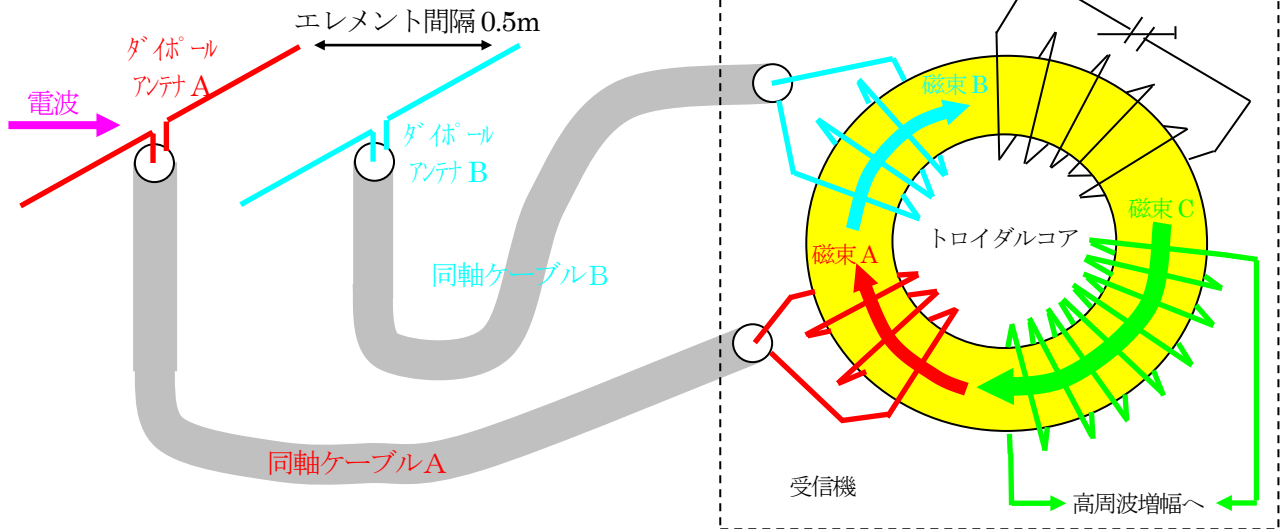 エレメント間隔0.5m
ダイポール
アンテナA
電波
ダイポール
アンテナB
磁束B
磁束C
トロイダルコア
磁束A
同軸ケーブルB
同軸ケーブルA
受信機
高周波増幅へ